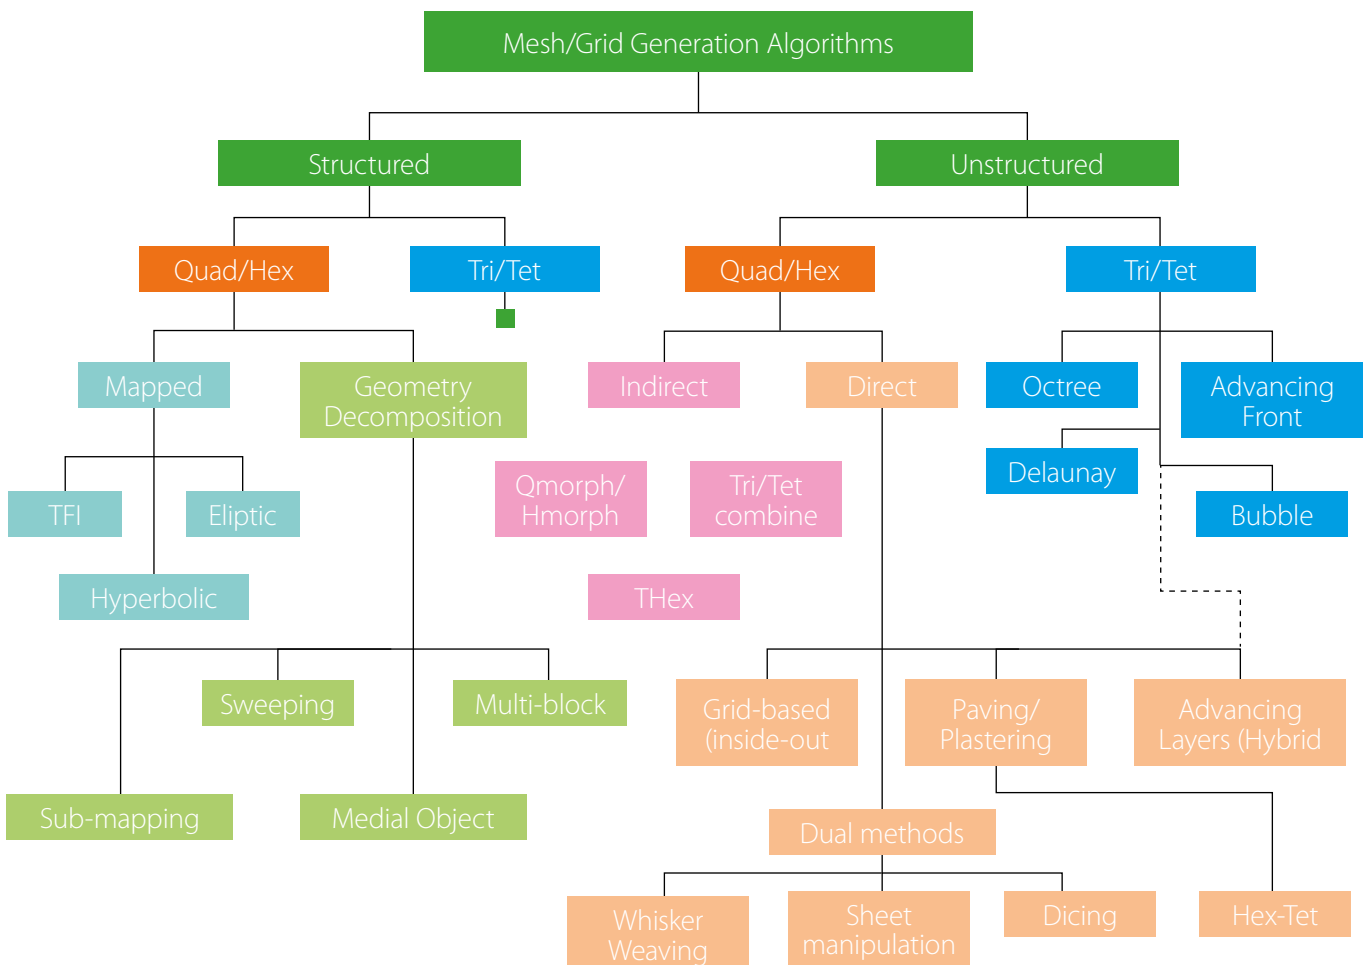 Mesh/Grid Generation Algorithms
Structured
Unstructured
Quad/Hex
Tri/Tet
Quad/Hex
Tri/Tet
Mapped
Geometry
Decomposition
Indirect
Direct
Octree
Advancing
Front
Delaunay
Qmorph/
Hmorph
Tri/Tet
combine
TFI
Eliptic
Bubble
Hyperbolic
THex
Sweeping
Multi-block
Grid-based
(inside-out
Paving/
Plastering
Advancing
Layers (Hybrid
Sub-mapping
Medial Object
Dual methods
Whisker
Weaving
Sheet
manipulation
Dicing
Hex-Tet